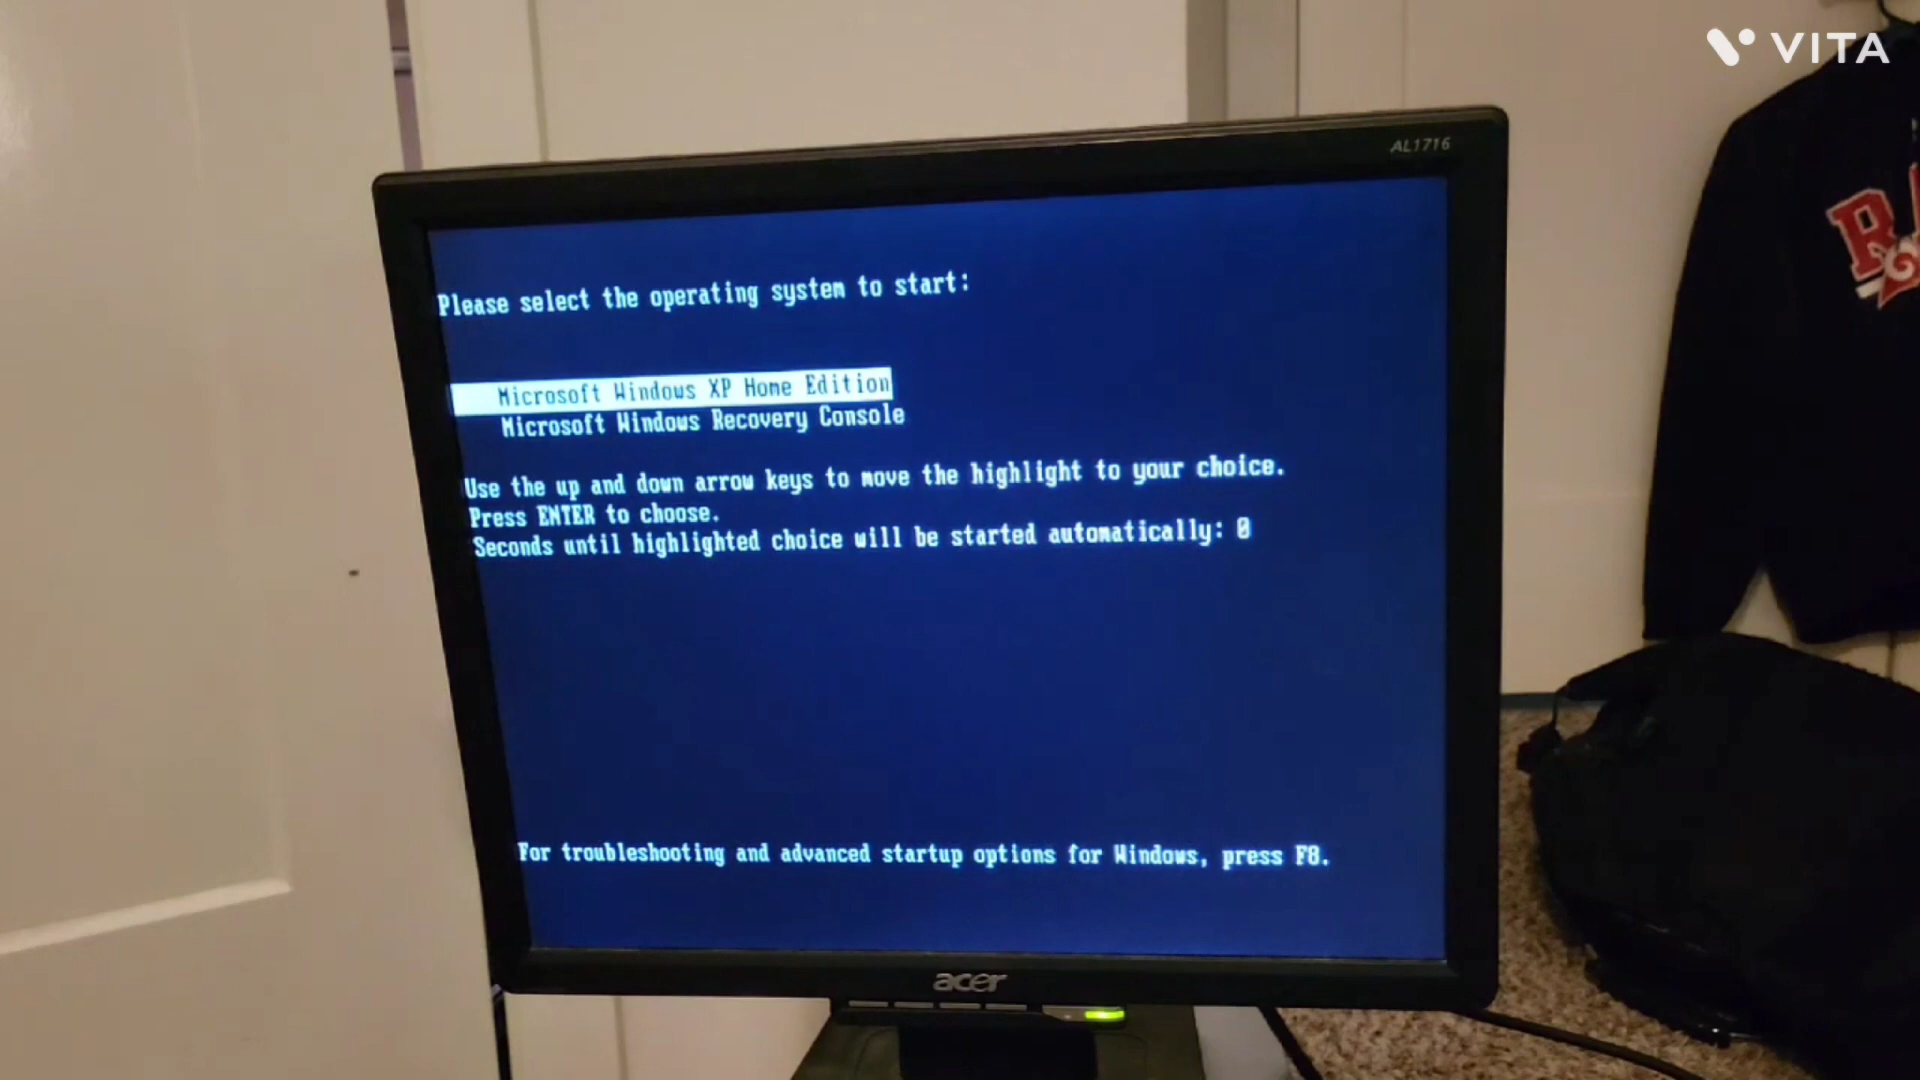 VITA
AL1716
Please select the operating system to start:
Microsoft Windows XP Home Edition
Microsoft Windows Recovery Console
Use the up and down arrow keys to move the highlight to your choice.
Press ENTER to choose.
Seconds until highlighted choice will be started automatically: 0
For troubleshooting and advanced startup options for Windows, press F8.
acer